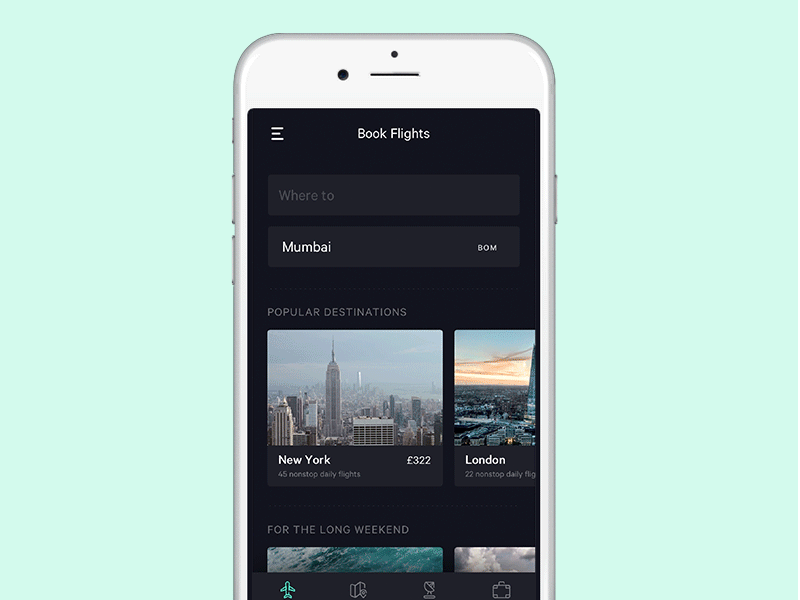 Book Flights
Where to
Mumbai BOM
POPULAR DESTINATIONS
New York £322
45 nonstop daily flights
London
22 nonstop daily
FOR THE LONG WEEKEND